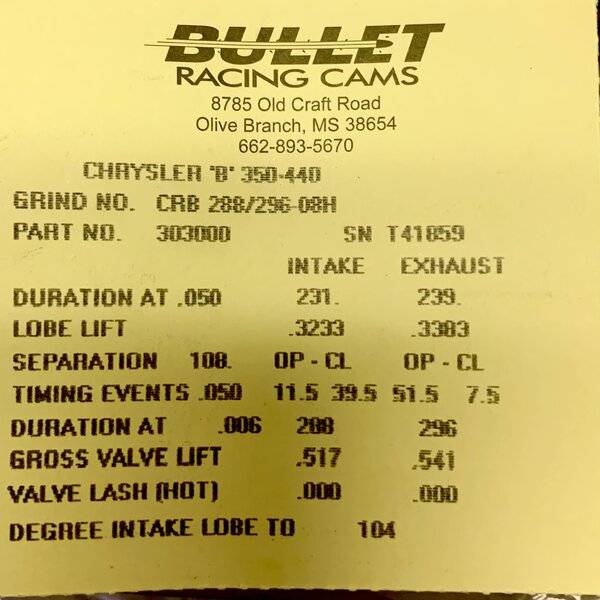 BULLET
RACING CAMS
8785 Old Craft Road
Olive Branch, MS 38654
662-893-5670
CHRYSLER "B" 350-440
GRIND NO. CRB 288/296-08H
PART NO. 303000 SN T41859
INTAKE EXHAUST
DURATION AT .050 231. 239.
LOBE LIFT .3233 .3383
SEPARATION 108. OP - CL OP - CL
TIMING EVENTS .050 11.5 39.5 51.5 7.5
DURATION AT .006 288 296
GROSS VALVE LIFT .517 .541
VALVE LASH (HOT) .000 .000
DEGREE INTAKE LOBE TO 104